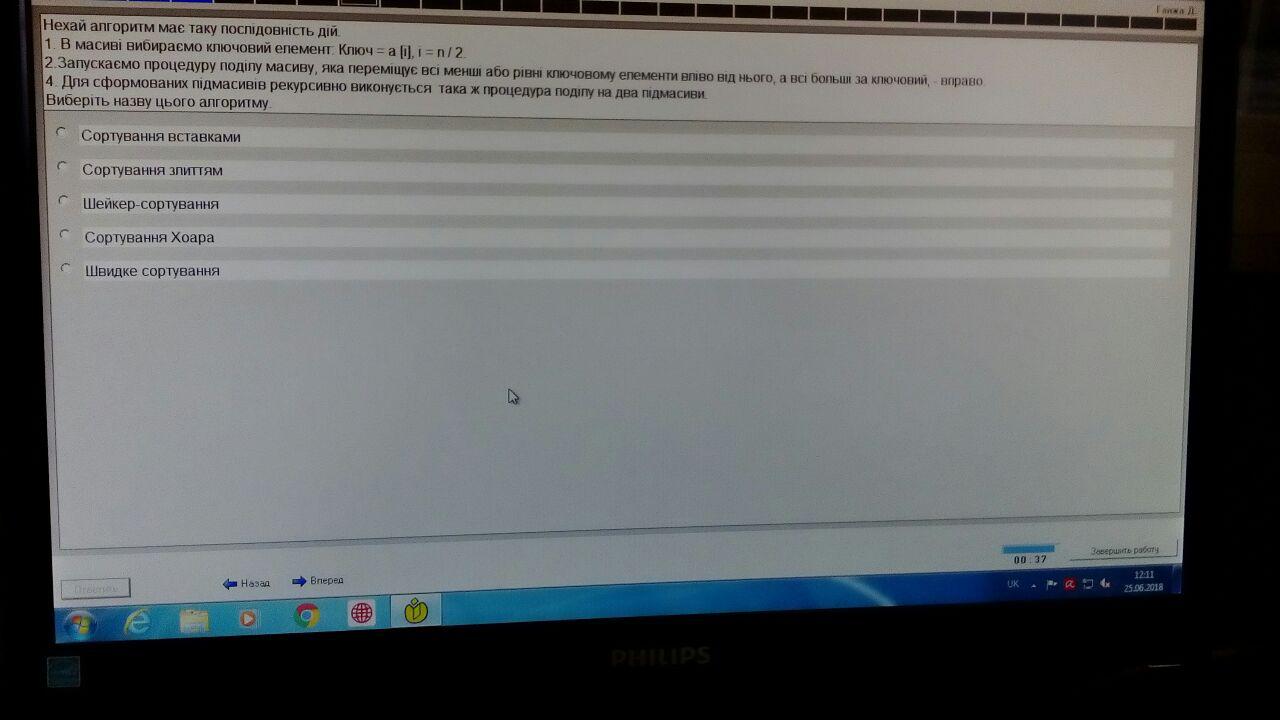 Ганжа Д.
Нехай алгоритм має таку послідовність дій.
1. В масиві вибираємо ключовий елемент: Ключ = a [i], i = n / 2.
2.Запускаємо процедуру поділу масиву, яка переміщує всі менші або рівні ключовому елементи вліво від нього, а всі больші за ключовий, - вправо.
4. Для сформованих підмасивів рекурсивно виконується така ж процедура поділу на два підмасиви.
Виберіть назву цього алгоритму.
Сортування вставками
Сортування злиттям
Шейкер-сортування
Сортування Хоара
Швидке сортування
00:37
Завершить работу
Ответить
Назад
Вперед
UK
12:11
25.06.2018
PHILIPS